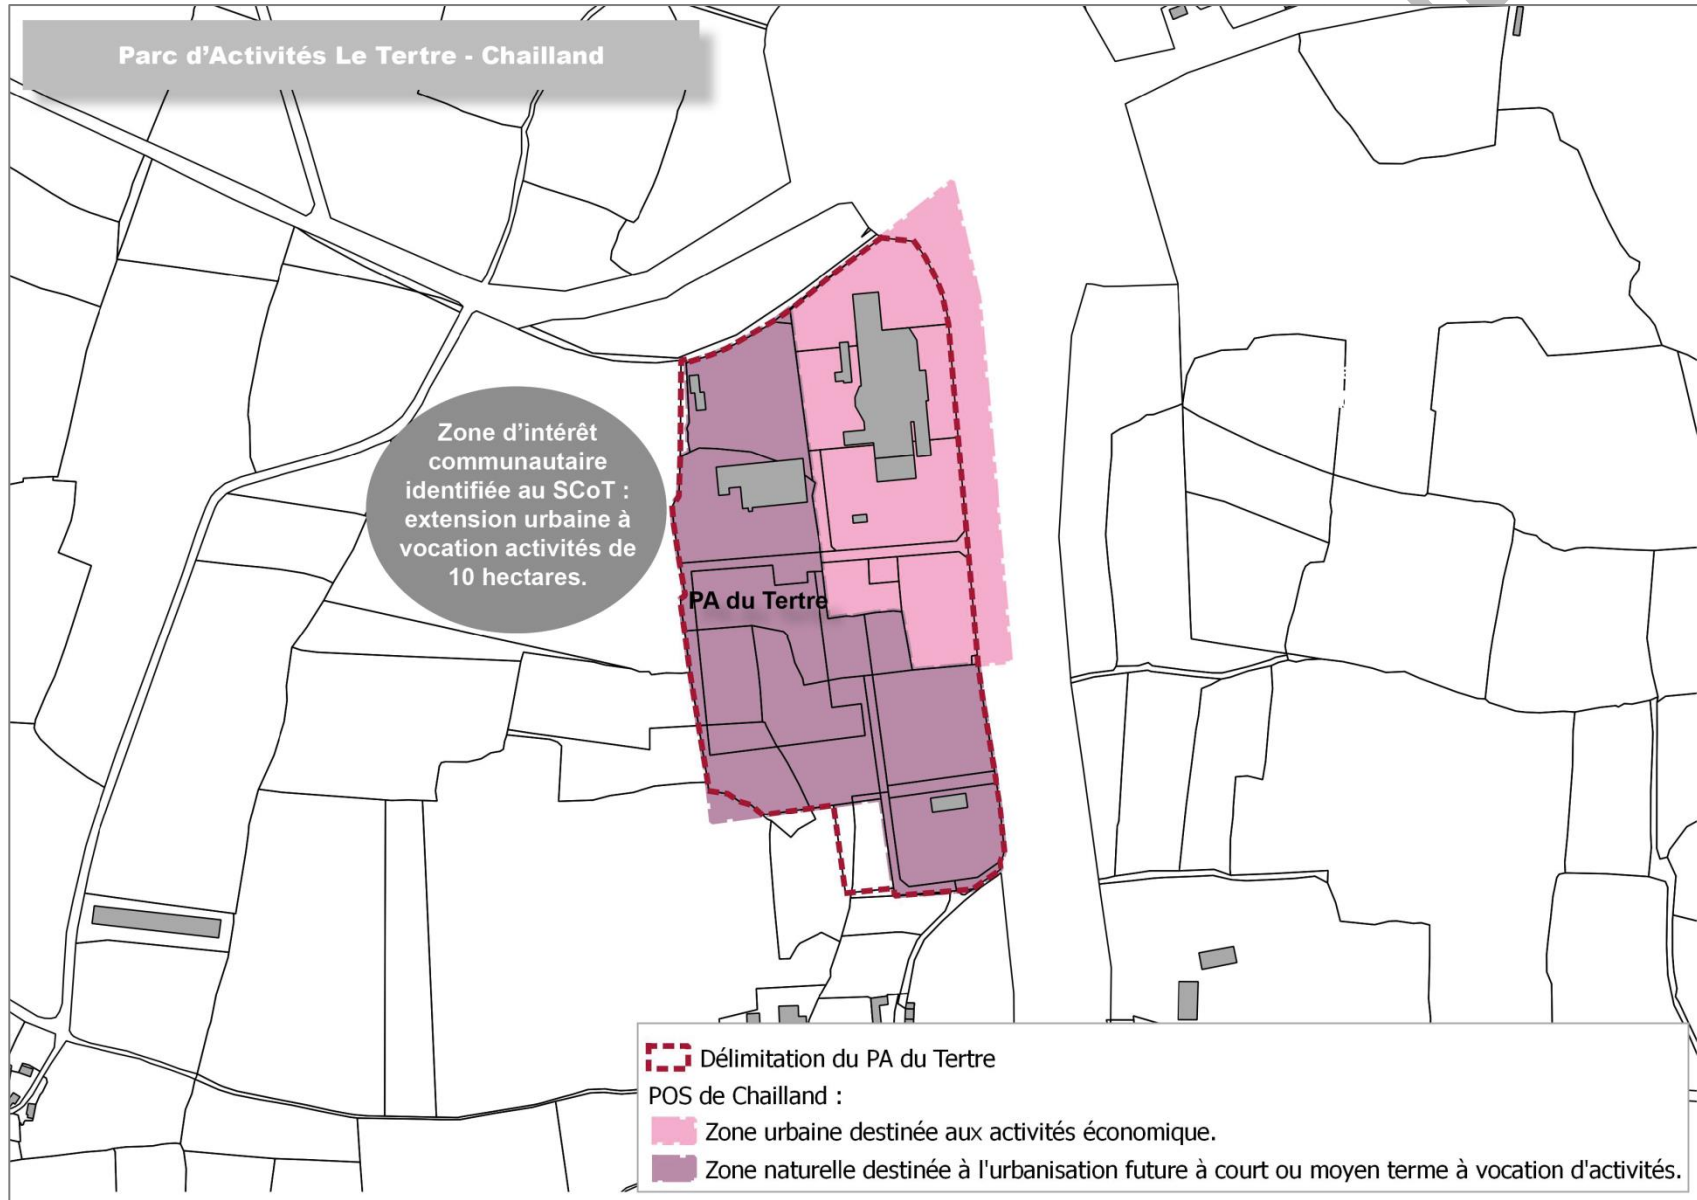 Parc d'Activités Le Tertre - Chailland
Zone d'intérêt
communautaire
identifiée au SCoT :
extension urbaine à
vocation activités de
10 hectares.
PA du Tertre
Délimitation du PA du Tertre
POS de Chailland :
Zone urbaine destinée aux activités économique.
Zone naturelle destinée à l'urbanisation future à court ou moyen terme à vocation d'activités.